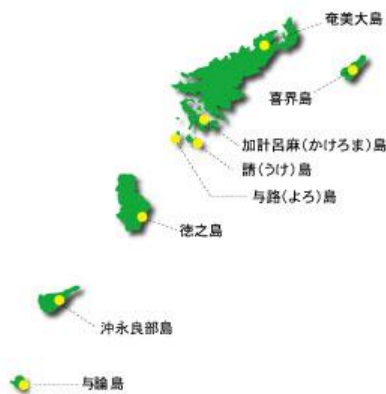 奄美大島
喜界島
加計呂麻(かけろま)島
請(うけ)島
与路(よろ)島
徳之島
沖永良部島
与論島